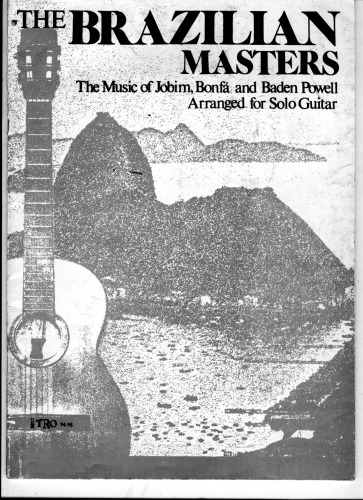 THE BRAZILIAN
MASTERS
The Music of Jobim, Bonfá and Baden Powell
Arranged for Solo Guitar
TRO